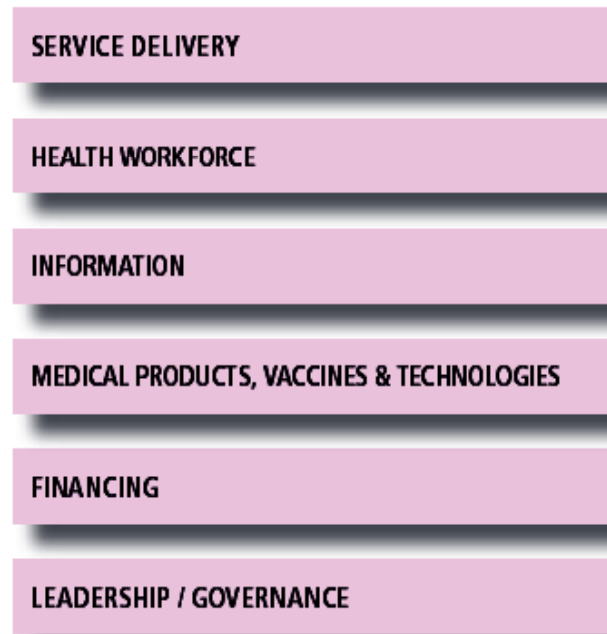 SERVICE DELIVERY
HEALTH WORKFORCE
INFORMATION
MEDICAL PRODUCTS, VACCINES & TECHNOLOGIES
FINANCING
LEADERSHIP / GOVERNANCE